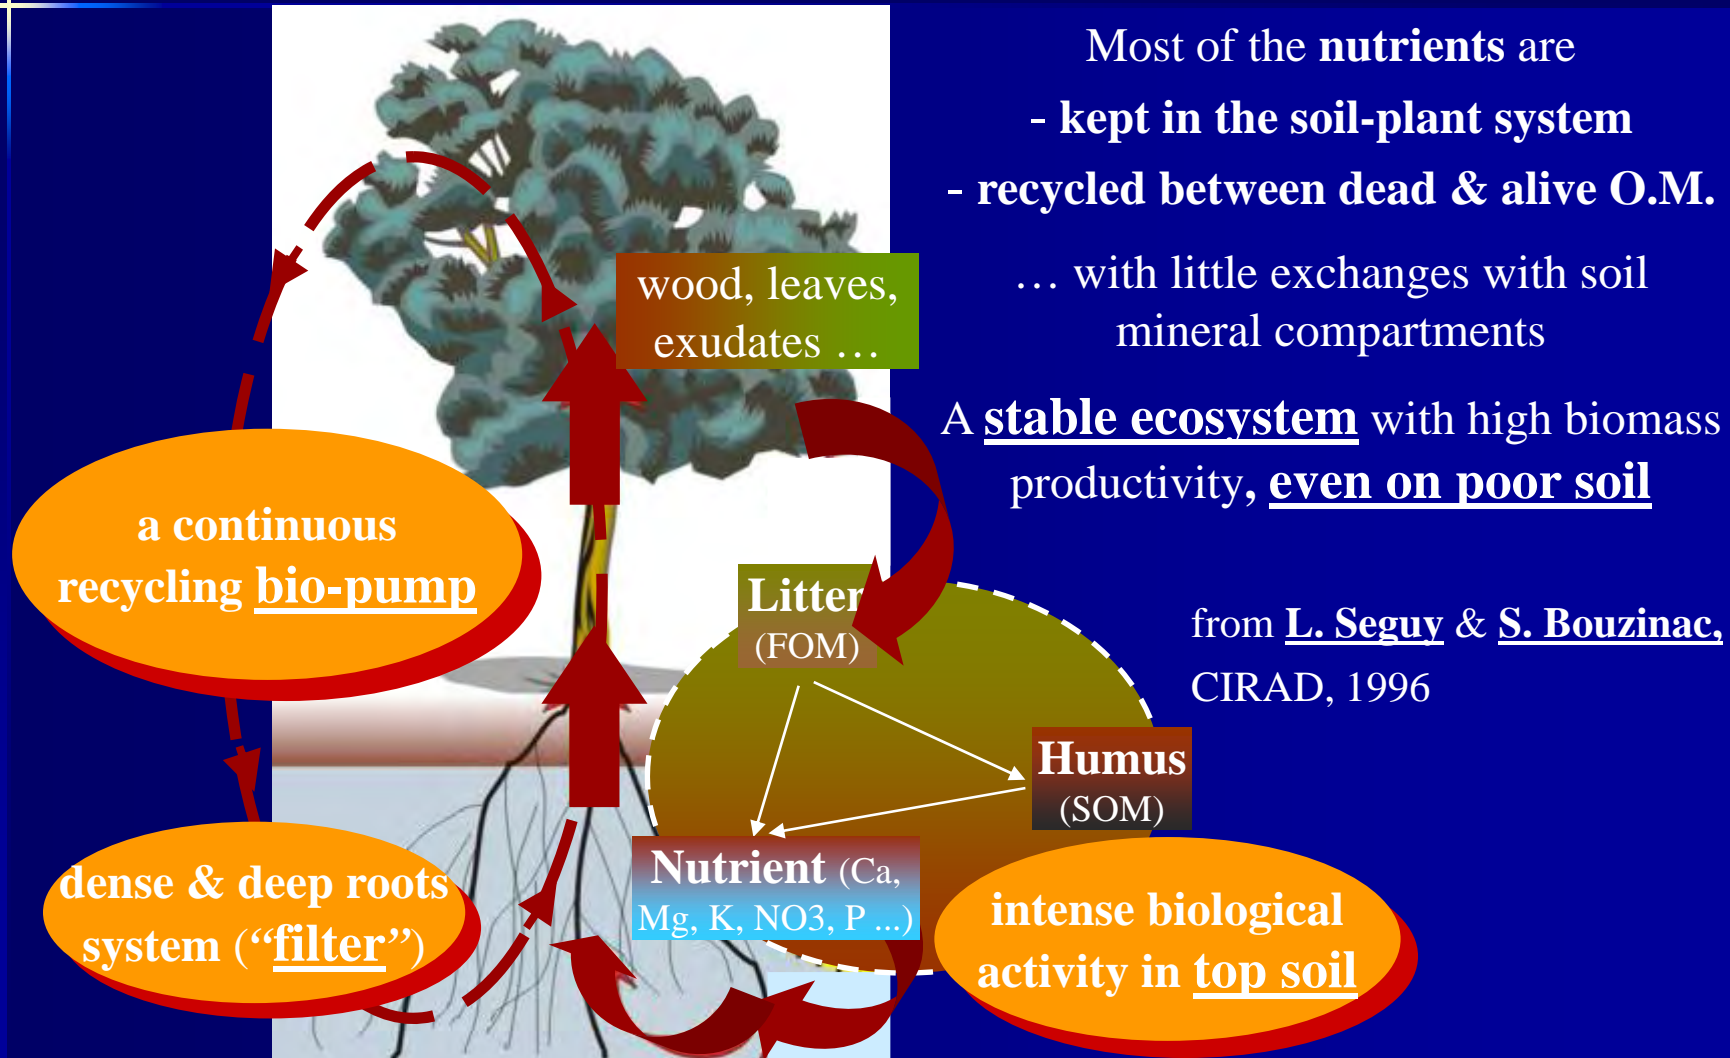 Most of the nutrients are
- kept in the soil-plant system
- recycled between dead & alive O.M.
… with little exchanges with soil
mineral compartments
A stable ecosystem with high biomass
productivity, even on poor soil
from L. Seguy & S. Bouzinac,
CIRAD, 1996
wood, leaves,
exudates …
a continuous
recycling bio-pump
Litter
(FOM)
Humus
(SOM)
Nutrient (Ca,
Mg, K, NO3, P ...)
dense & deep roots
system (“filter”)
intense biological
activity in top soil